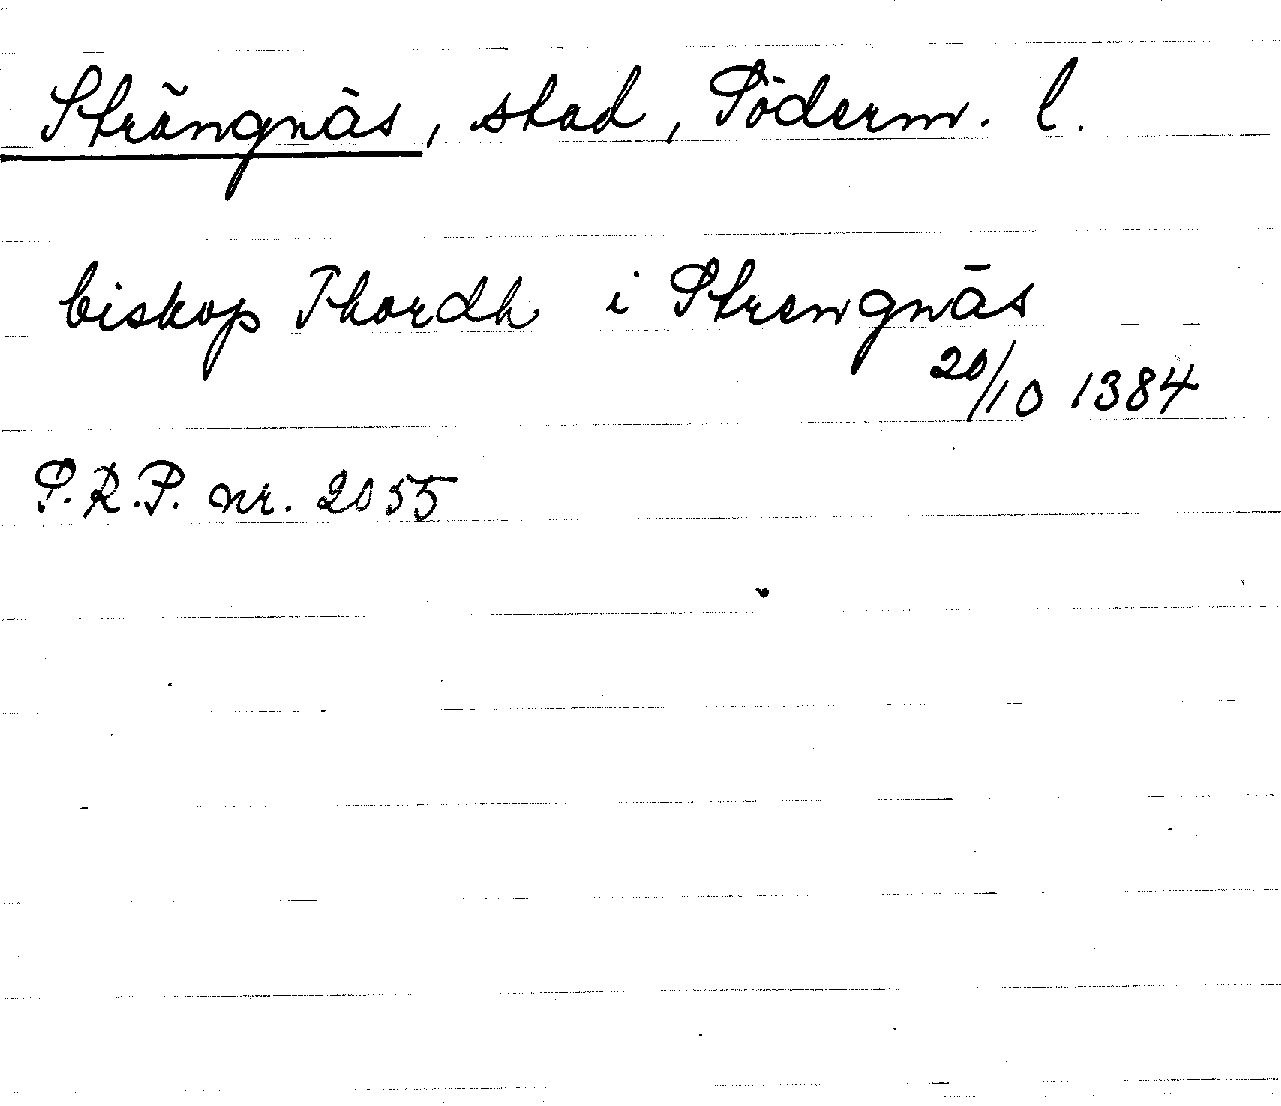 Strängnäs, stad, Söderm. l.
biskop Thordh i Strengnäs
20/10 1384
P.R.P. nr. 2055